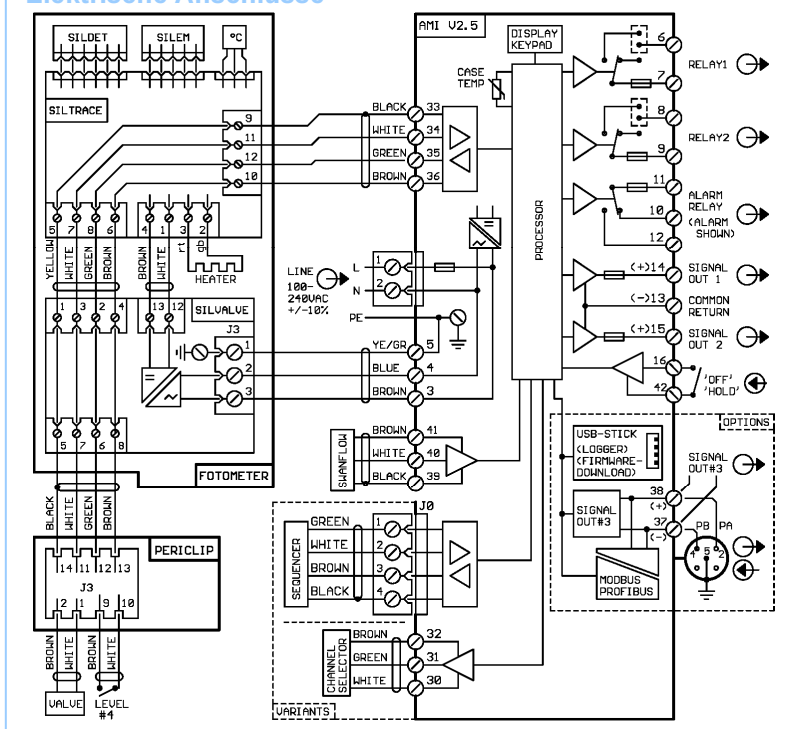 Elektrische Anschlüsse
SILDET
SILEM
°C
AMI V2.5
DISPLAY
KEYPAD
CASE
TEMP
6
RELAY1
7
SILTRACE
9
11
12
10
BLACK 33
WHITE 34
GREEN 35
BROWN 36
8
RELAY2
9
11
10
12
ALARM
RELAY
(ALARM
SHOWN)
PROCESSOR
5 7 8 6
4 1 3 2
YELLOW
WHITE
GREEN
BROWN
BROWN
WHITE
rt
gb
HEATER
LINE
100-
240VAC
+/-10%
L 1
N 2
PE
(+)14
SIGNAL
OUT 1
(-)13
COMMON
RETURN
(+)15
SIGNAL
OUT 2
1 3 2 4
13 12
SILVALVE
J3
1
2
3
YE/GR 5
BLUE 4
BROWN 3
16
42
'OFF'
'HOLD'
5 7 6 8
FOTOMETER
SWANFLOW
BROWN 41
WHITE 40
BLACK 39
OPTIONS
USB-STICK
(LOGGER)
(FIRMWARE-
DOWNLOAD)
SIGNAL
OUT#3
38
(+)
SIGNAL
OUT#3
37
(-)
PB PA
4 5 2
MODBUS
PROFIBUS
BLACK
WHITE
GREEN
BROWN
PERICLIP
14 11 12 13
J3
2 1 9 10
BROWN
WHITE
BROWN
WHITE
VALVE
LEVEL
#4
J0
SEQUENCER
GREEN 1
WHITE 2
BROWN 3
BLACK 4
CHANNEL
SELECTOR
BROWN 32
GREEN 31
WHITE 30
VARIANTS